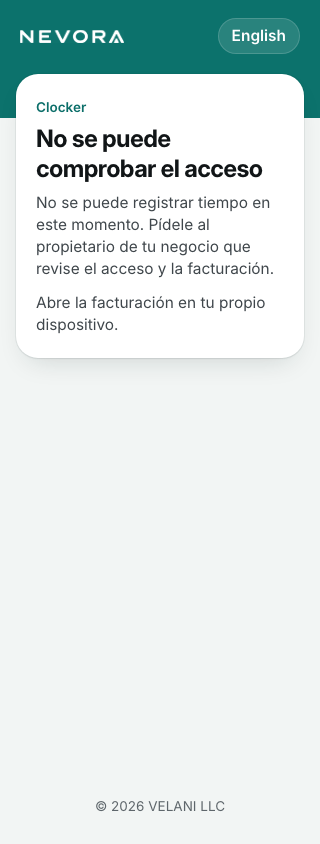 NEVORA
English
Clocker
No se puede
comprobar el acceso
No se puede registrar tiempo en
este momento. Pídele al
propietario de tu negocio que
revise el acceso y la facturación.
Abre la facturación en tu propio
dispositivo.
© 2026 VELANI LLC